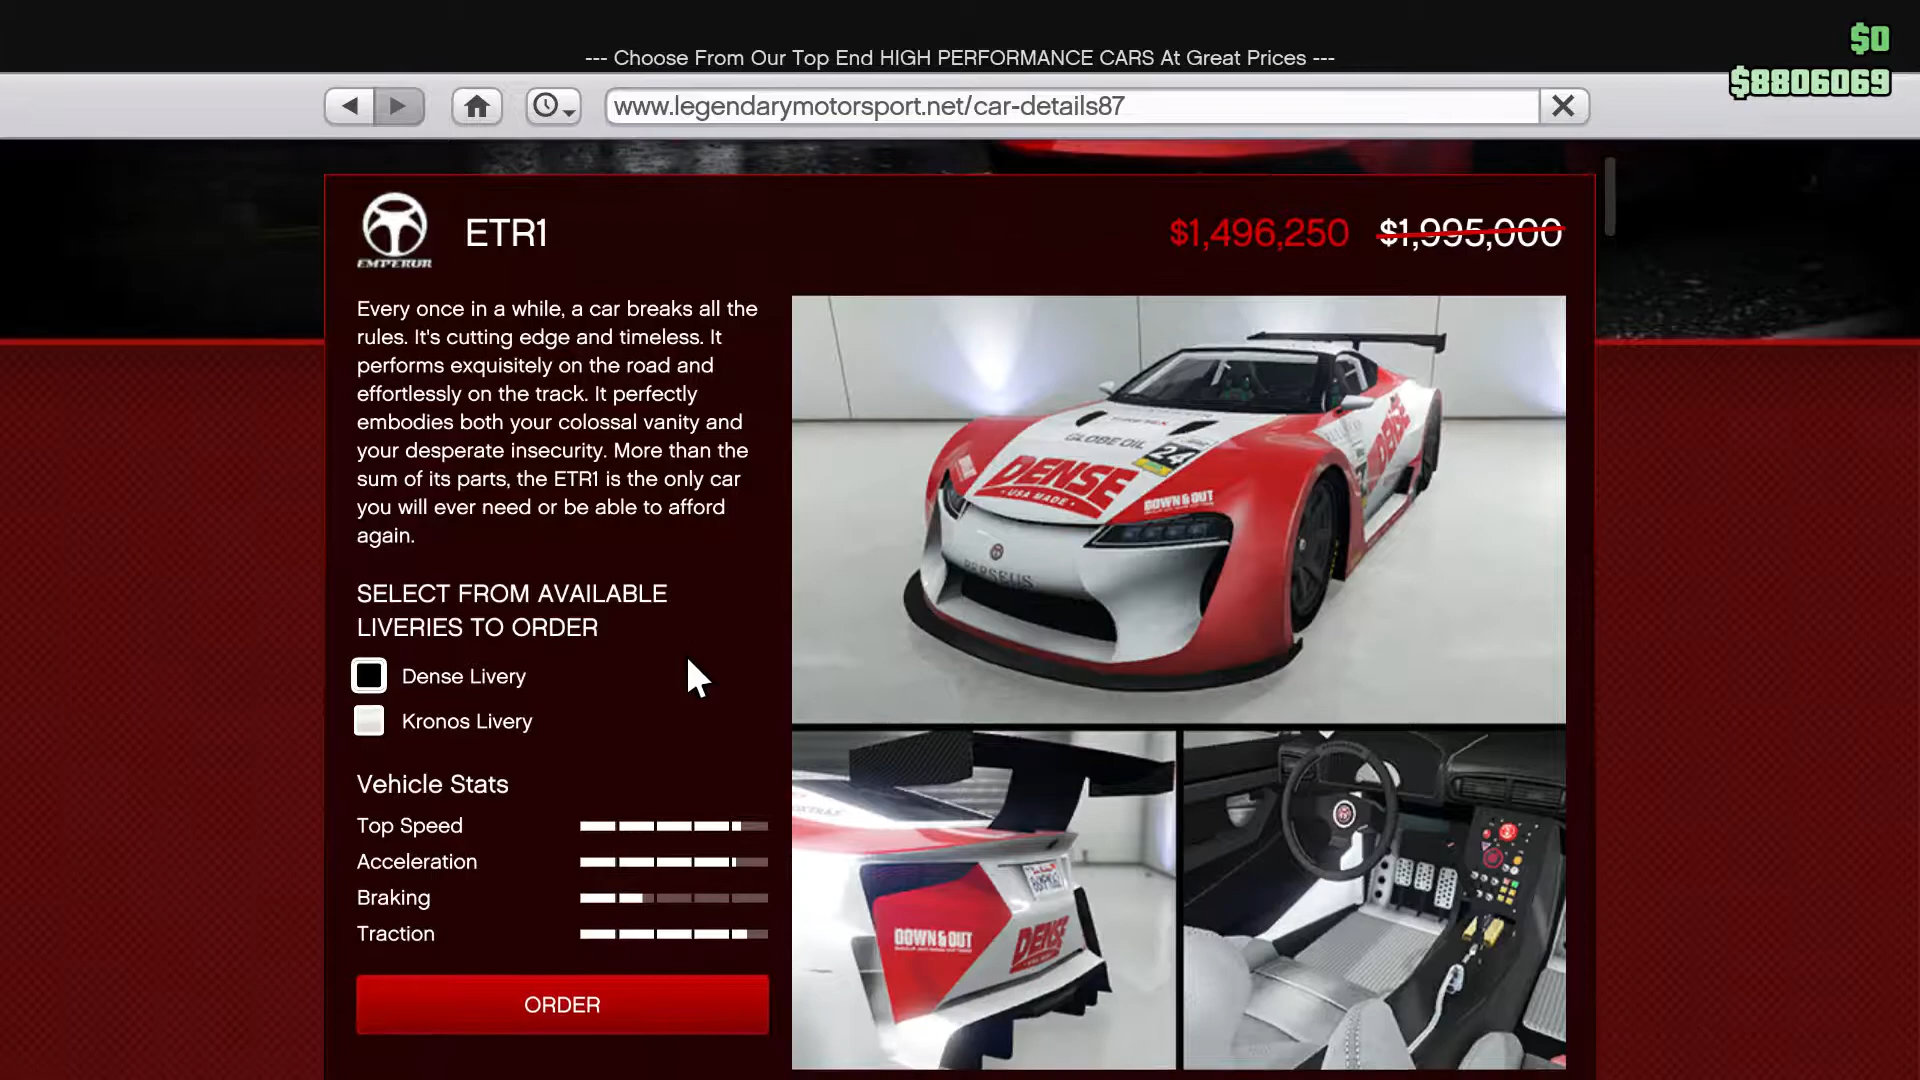 $0
$8806069
--- Choose From Our Top End HIGH PERFORMANCE CARS At Great Prices ---
www.legendarymotorsport.net/car-details87
EMPEROR
ETR1
$1,496,250 $1,995,000
Every once in a while, a car breaks all the
rules. It's cutting edge and timeless. It
performs exquisitely on the road and
effortlessly on the track. It perfectly
embodies both your colossal vanity and
your desperate insecurity. More than the
sum of its parts, the ETR1 is the only car
you will ever need or be able to afford
again.
SELECT FROM AVAILABLE
LIVERIES TO ORDER
Dense Livery
Kronos Livery
Vehicle Stats
Top Speed
Acceleration
Braking
Traction
ORDER
GLOBE OIL
24
DENSE
USA MADE
DOWN & OUT
PERSEUS
DENSE
DOWN & OUT
DENSE